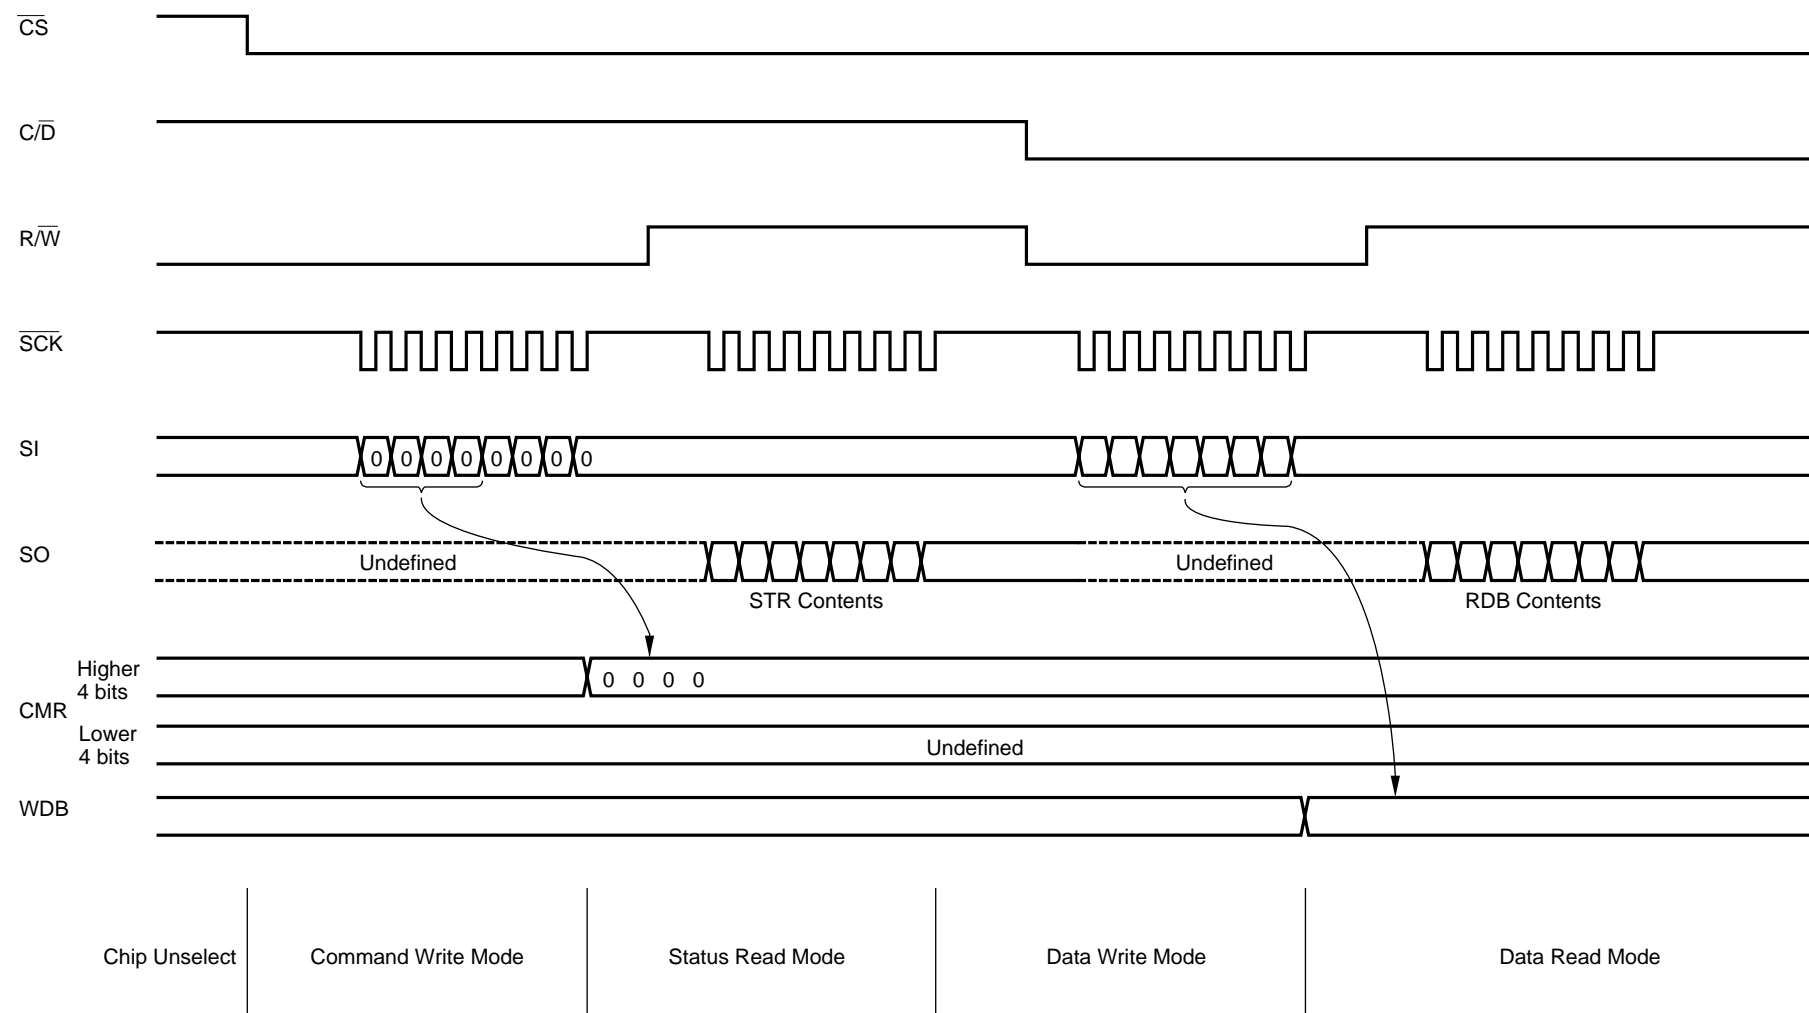 CS
C/D
R/W
SCK
SI
0 0 0 0 0 0 0 0
SO
Undefined
Undefined
STR Contents
RDB Contents
Higher
4 bits
0 0 0 0
CMR
Lower
4 bits
Undefined
WDB
Chip Unselect
Command Write Mode
Status Read Mode
Data Write Mode
Data Read Mode